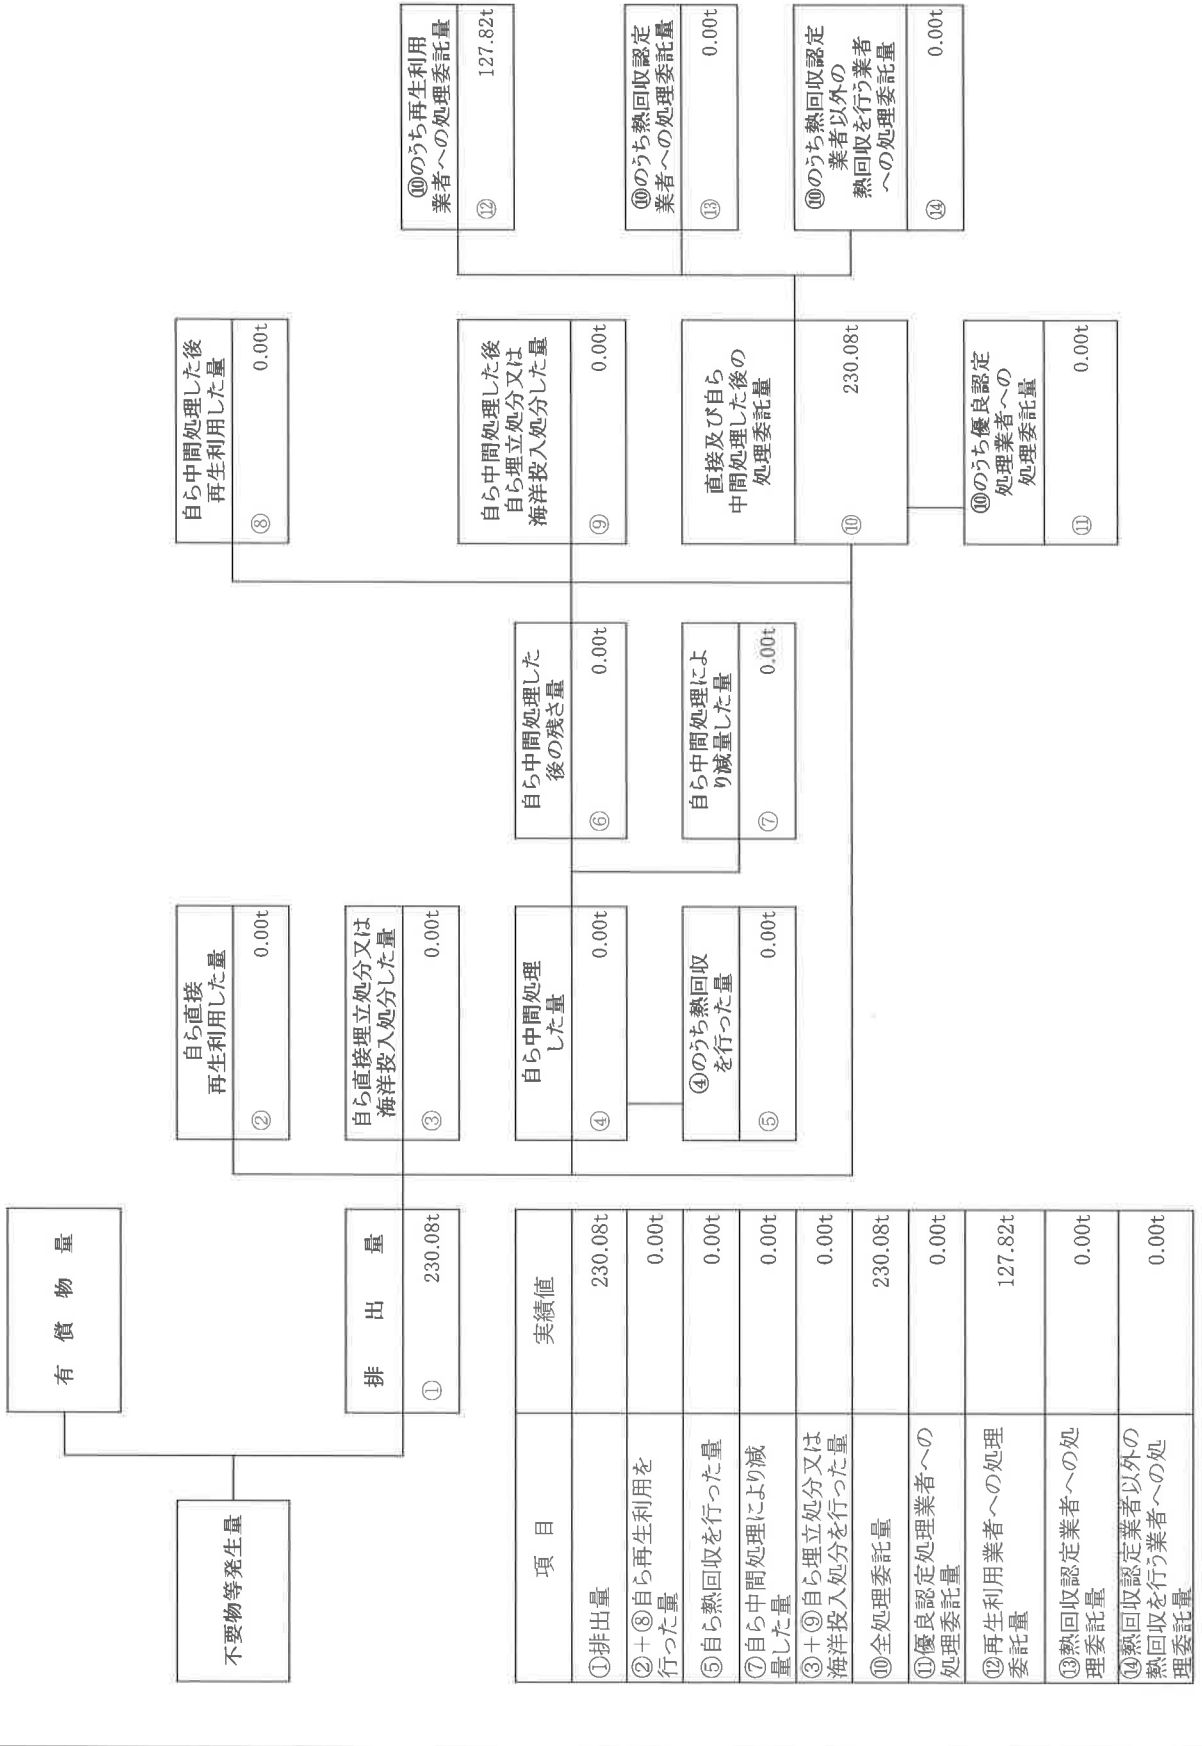 不要物等発生量
有償物量
排出量
① 230.08t
自ら直接
再生利用した量
② 0.00t
自ら直接埋立処分又は
海洋投入処分した量
③ 0.00t
自ら中間処理
した量
④ 0.00t
④のうち熱回収
を行った量
⑤ 0.00t
自ら中間処理した
後の残さ量
⑥ 0.00t
自ら中間処理によ
り減量した量
⑦ 0.00t
自ら中間処理した後
再生利用した量
⑧ 0.00t
自ら中間処理した後
自ら埋立処分又は
海洋投入処分した量
⑨ 0.00t
直接及び自ら
中間処理した後の
処理委託量
⑩ 230.08t
⑩のうち優良認定
処理業者への
処理委託量
⑪ 0.00t
⑩のうち再生利用
業者への処理委託量
⑫ 127.82t
⑩のうち熱回収認定
業者への処理委託量
⑬ 0.00t
⑩のうち熱回収認定
業者以外の
熱回収を行う業者
への処理委託量
⑭ 0.00t
項目 実績値
①排出量 230.08t
②+⑧自ら再生利用を
行った量 0.00t
⑤自ら熱回収を行った量 0.00t
⑦自ら中間処理により減
量した量 0.00t
③+⑨自ら埋立処分又は
海洋投入処分を行った量 0.00t
⑩全処理委託量 230.08t
⑪優良認定処理業者への
処理委託量 0.00t
⑫再生利用業者への処理
委託量 127.82t
⑬熱回収認定業者への処
理委託量 0.00t
⑭熱回収認定業者以外の
熱回収を行う業者への処
理委託量 0.00t